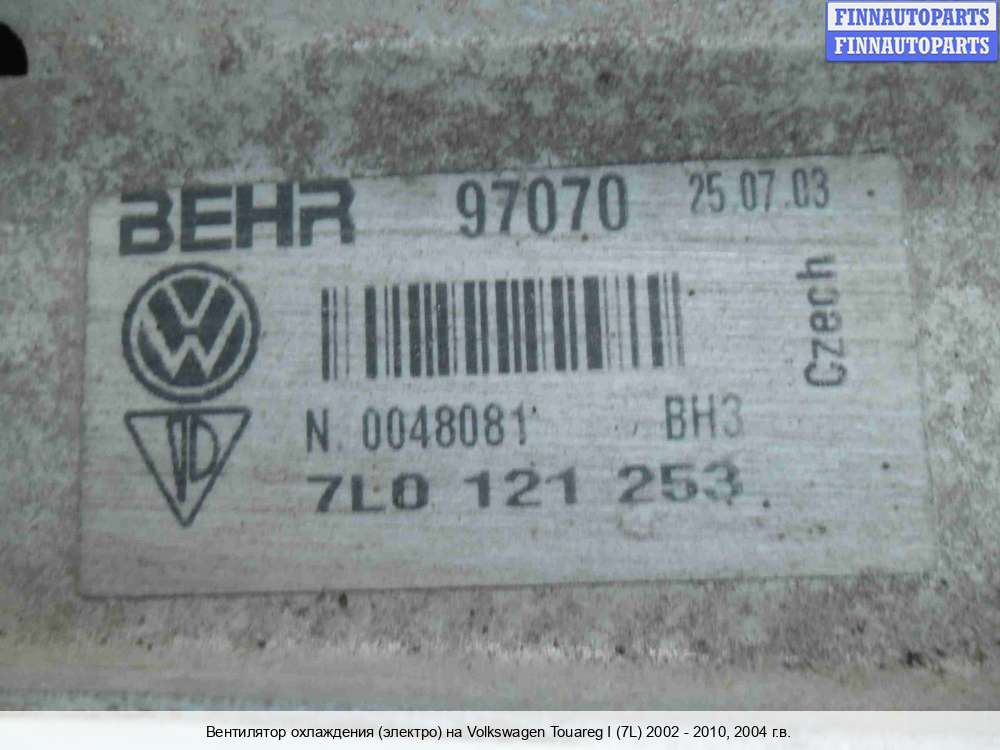 FINNAUTOPARTS
FINNAUTOPARTS
BEHR 97070 25.07.03
Czech
VW
N. 0048081 BH3
7L0 121 253
Вентилятор охлаждения (электро) на Volkswagen Touareg I (7L) 2002 - 2010, 2004 г.в.